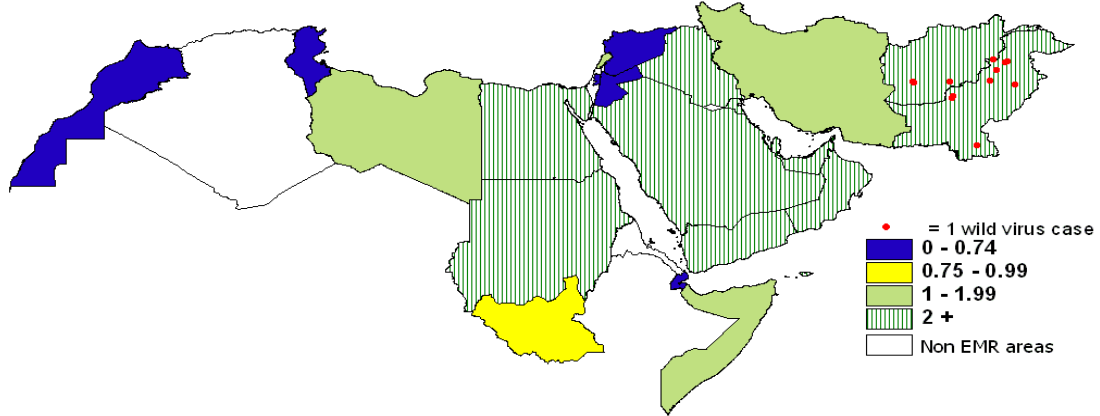 = 1 wild virus case
0 - 0.74
0.75 - 0.99
1 - 1.99
2 +
Non EMR areas